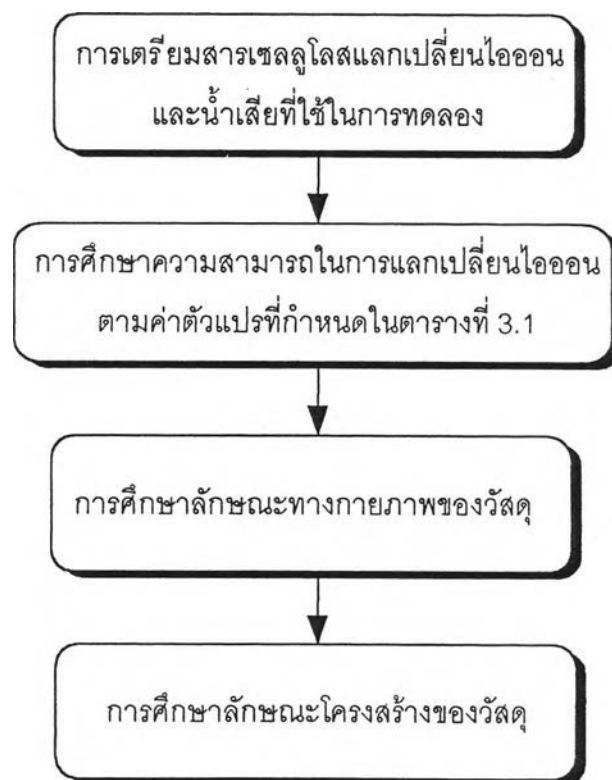 การเตรียมสารเซลลูโลสแลกเปลี่ยนไอออน
และน้ำเสียที่ใช้ในการทดลอง
การศึกษาความสามารถในการแลกเปลี่ยนไอออน
ตามค่าตัวแปรที่กำหนดในตารางที่ 3.1
การศึกษาลักษณะทางกายภาพของวัสดุ
การศึกษาลักษณะโครงสร้างของวัสดุ